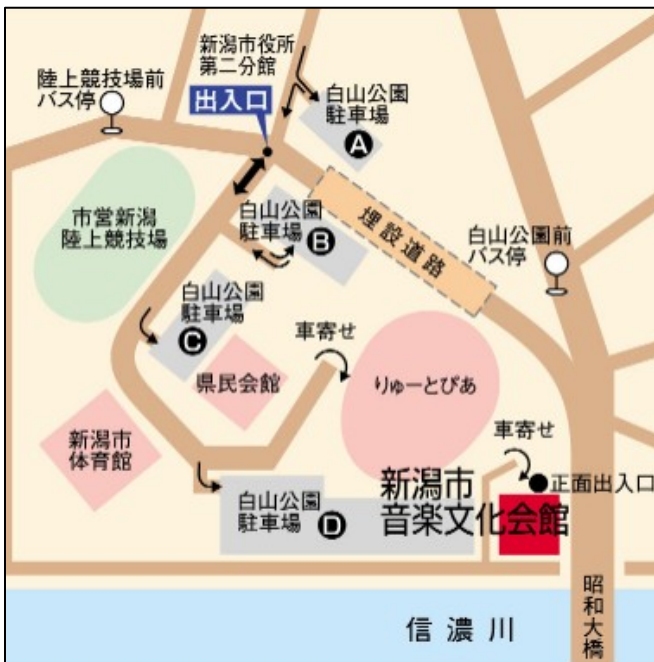 新潟市役所
第二分館
陸上競技場前
バス停
出入口
白山公園
駐車場
A
市営新潟
陸上競技場
白山公園
駐車場
B
埋設道路
白山公園前
バス停
白山公園
駐車場
C
車寄せ
県民会館
りゅーとぴあ
新潟市
体育館
車寄せ
正面出入口
新潟市
音楽文化会館
白山公園
駐車場
D
昭和大橋
信濃川